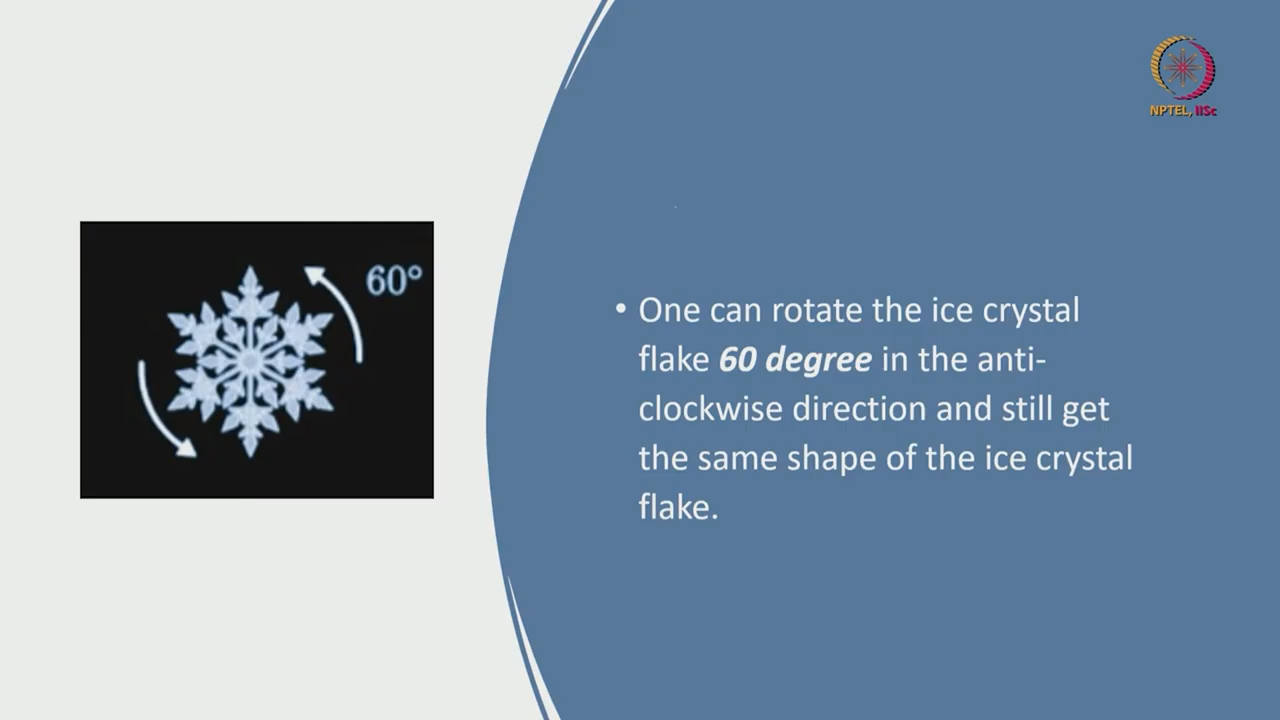 NPTEL, IISc
60°
• One can rotate the ice crystal
flake 60 degree in the anti-
clockwise direction and still get
the same shape of the ice crystal
flake.